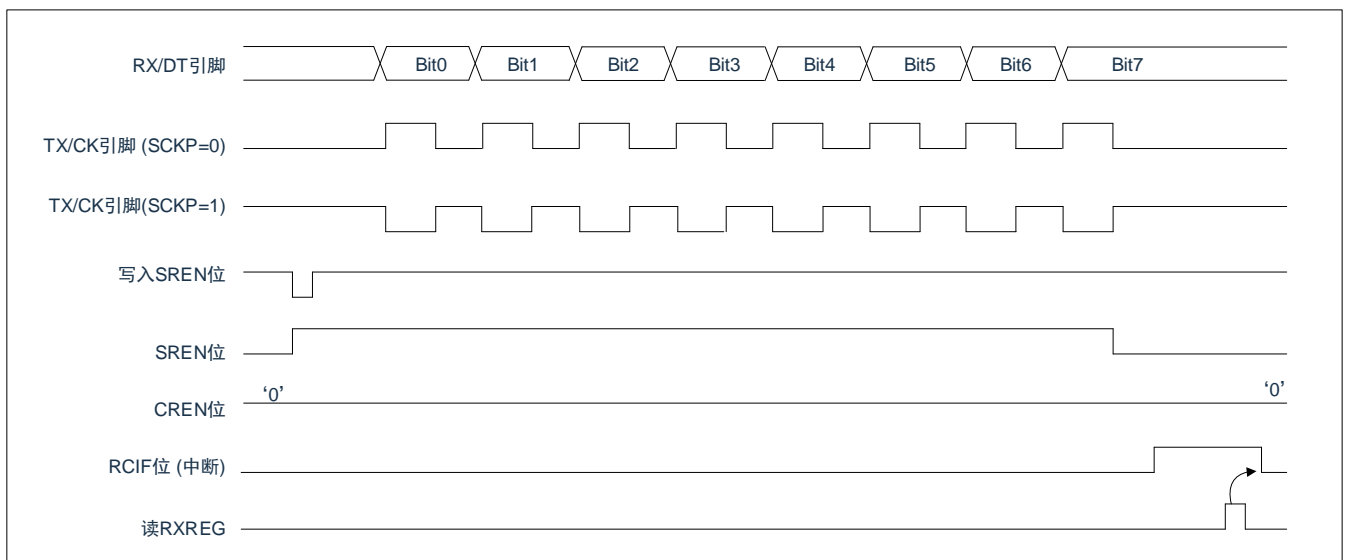 RX/DT引脚 Bit0 Bit1 Bit2 Bit3 Bit4 Bit5 Bit6 Bit7
TX/CK引脚 (SCKP=0)
TX/CK引脚(SCKP=1)
写入SREN位
SREN位
‘0’ ‘0’
CREN位
RCIF位 (中断)
读RXREG